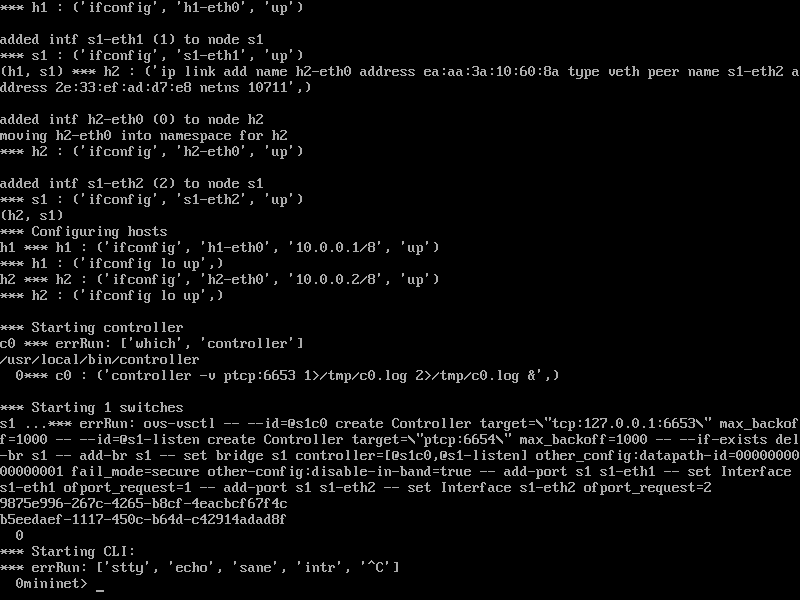 *** h1 : ('ifconfig', 'h1-eth0', 'up')
added intf s1-eth1 (1) to node s1
*** s1 : ('ifconfig', 's1-eth1', 'up')
(h1, s1) *** h2 : ('ip link add name h2-eth0 address ea:aa:3a:10:60:8a type veth peer name s1-eth2 a
ddress 2e:33:ef:ad:d7:e8 netns 10711',)
added intf h2-eth0 (0) to node h2
moving h2-eth0 into namespace for h2
*** h2 : ('ifconfig', 'h2-eth0', 'up')
added intf s1-eth2 (2) to node s1
*** s1 : ('ifconfig', 's1-eth2', 'up')
(h2, s1)
*** Configuring hosts
h1 *** h1 : ('ifconfig', 'h1-eth0', '10.0.0.1/8', 'up')
*** h1 : ('ifconfig lo up',)
h2 *** h2 : ('ifconfig', 'h2-eth0', '10.0.0.2/8', 'up')
*** h2 : ('ifconfig lo up',)
*** Starting controller
c0 *** errRun: ['which', 'controller']
/usr/local/bin/controller
  0*** c0 : ('controller -v ptcp:6653 1>/tmp/c0.log 2>/tmp/c0.log &',)
*** Starting 1 switches
s1 ...*** errRun: ovs-vsctl -- --id=@s1c0 create Controller target=\"tcp:127.0.0.1:6653\" max_backof
f=1000 -- --id=@s1-listen create Controller target=\"ptcp:6654\" max_backoff=1000 -- --if-exists del
-br s1 -- add-br s1 -- set bridge s1 controller=[@s1c0,@s1-listen] other_config:datapath-id=00000000
00000001 fail_mode=secure other-config:disable-in-band=true -- add-port s1 s1-eth1 -- set Interface
s1-eth1 ofport_request=1 -- add-port s1 s1-eth2 -- set Interface s1-eth2 ofport_request=2
9875e996-267c-4265-b8cf-4eacbcf67f4c
b5eedaef-1117-450c-b64d-c42914adad8f
  0
*** Starting CLI:
*** errRun: ['stty', 'echo', 'sane', 'intr', '^C']
  0mininet> _